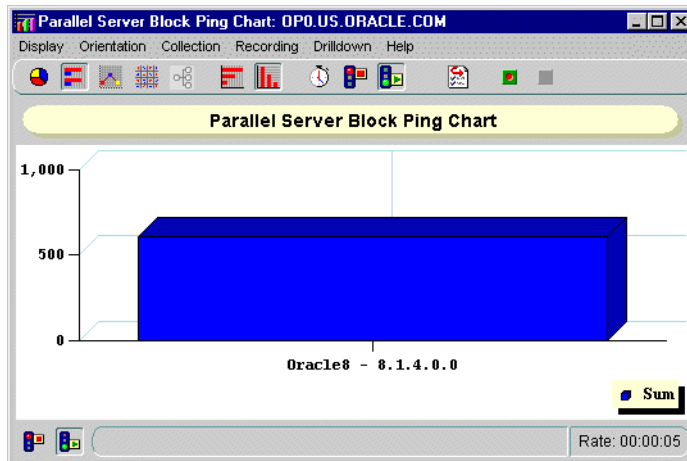 Parallel Server Block Ping Chart: OP0.US.ORACLE.COM
Display Orientation Collection Recording Drilldown Help
Parallel Server Block Ping Chart
1,000
500
0
Oracle8 - 8.1.4.0.0
Sum
Rate: 00:00:05